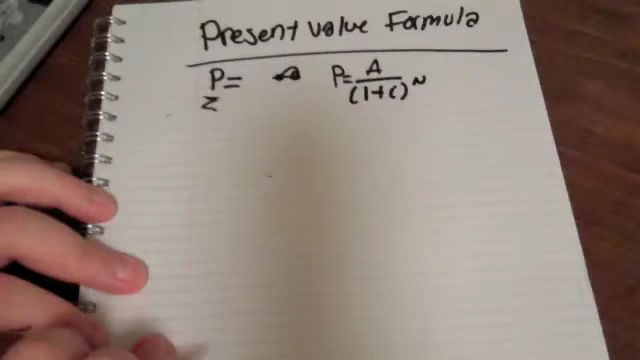 Present value Formula
P= P= A
(1+r) N